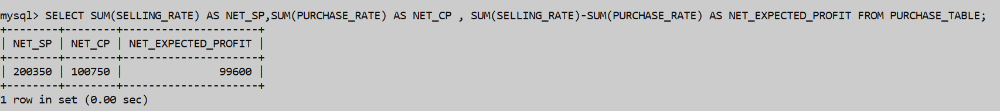 mysql> SELECT SUM(SELLING_RATE) AS NET_SP,SUM(PURCHASE_RATE) AS NET_CP , SUM(SELLING_RATE)-SUM(PURCHASE_RATE) AS NET_EXPECTED_PROFIT FROM PURCHASE_TABLE;
+--------+--------+---------------------+
| NET_SP | NET_CP | NET_EXPECTED_PROFIT |
+--------+--------+---------------------+
| 200350 | 100750 |               99600 |
+--------+--------+---------------------+
1 row in set (0.00 sec)